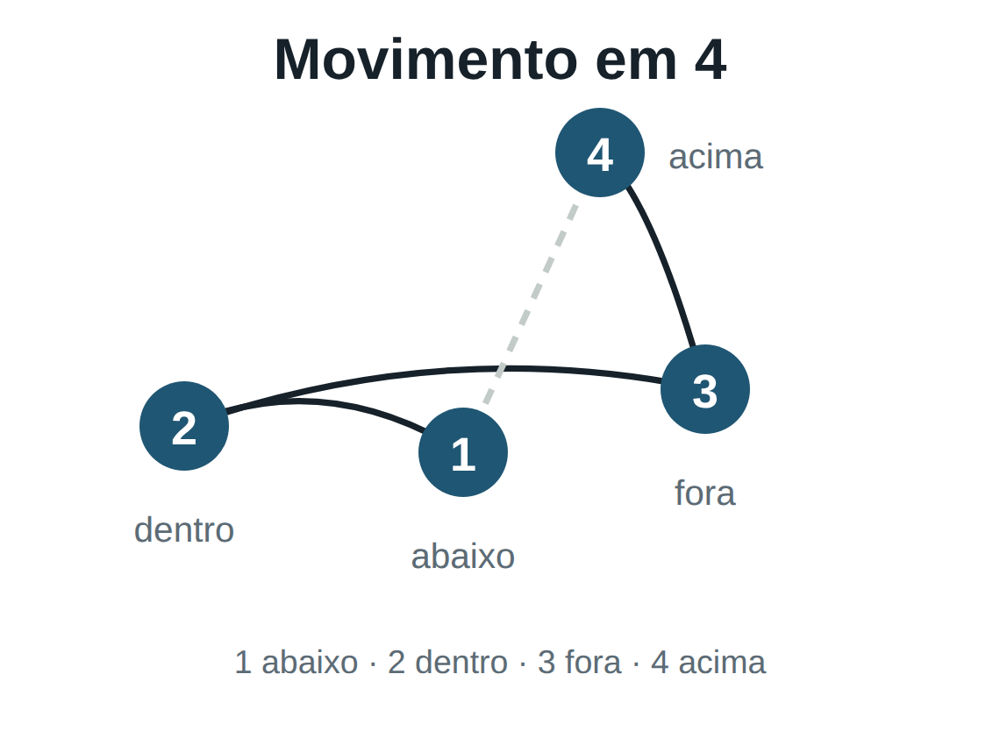 Movimento em 4
4
acima
3
2
1
fora
dentro
abaixo
1 abaixo · 2 dentro · 3 fora · 4 acima